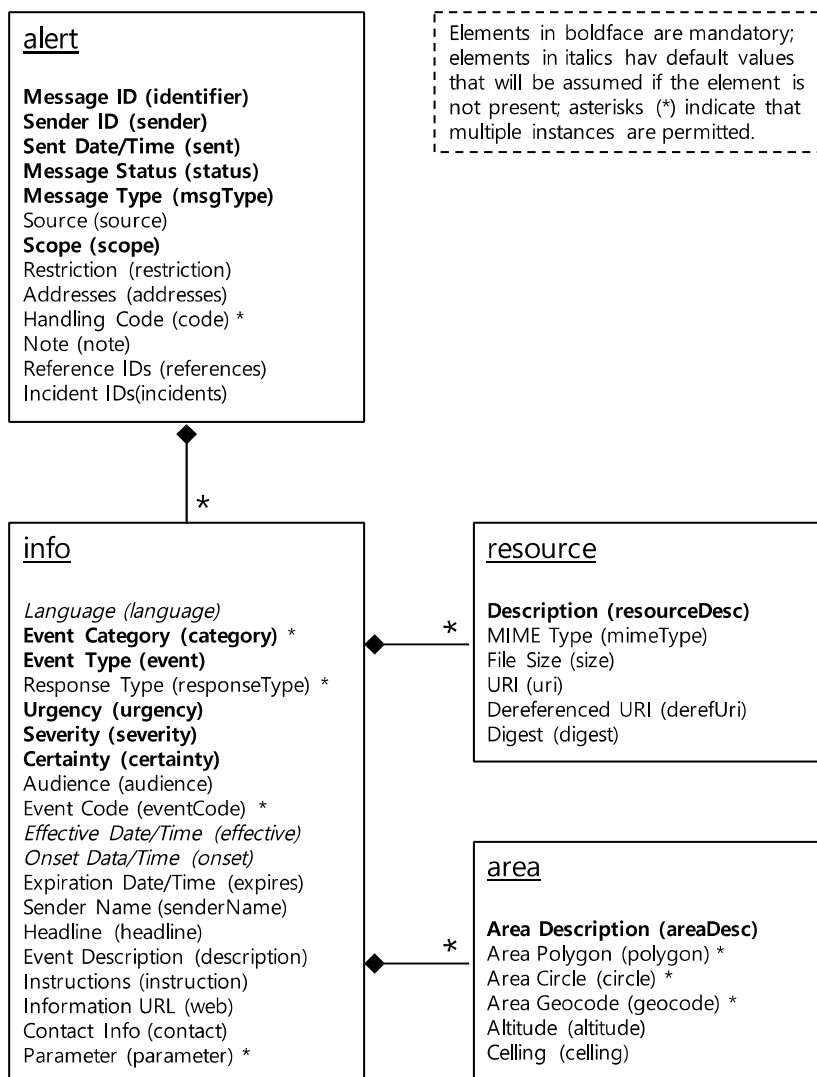 alert
Message ID (identifier)
Sender ID (sender)
Sent Date/Time (sent)
Message Status (status)
Message Type (msgType)
Source (source)
Scope (scope)
Restriction (restriction)
Addresses (addresses)
Handling Code (code) *
Note (note)
Reference IDs (references)
Incident IDs(incidents)
Elements in boldface are mandatory;
elements in italics hav default values
that will be assumed if the element is
not present; asterisks (*) indicate that
multiple instances are permitted.
*
info
Language (language)
Event Category (category) *
Event Type (event)
Response Type (responseType) *
Urgency (urgency)
Severity (severity)
Certainty (certainty)
Audience (audience)
Event Code (eventCode) *
Effective Date/Time (effective)
Onset Data/Time (onset)
Expiration Date/Time (expires)
Sender Name (senderName)
Headline (headline)
Event Description (description)
Instructions (instruction)
Information URL (web)
Contact Info (contact)
Parameter (parameter) *
*
resource
Description (resourceDesc)
MIME Type (mimeType)
File Size (size)
URI (uri)
Dereferenced URI (derefUri)
Digest (digest)
*
area
Area Description (areaDesc)
Area Polygon (polygon) *
Area Circle (circle) *
Area Geocode (geocode) *
Altitude (altitude)
Celling (celling)